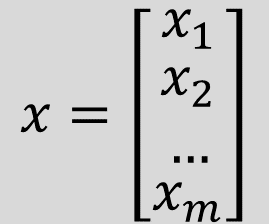 x = [x₁
x₂
...
xₘ]